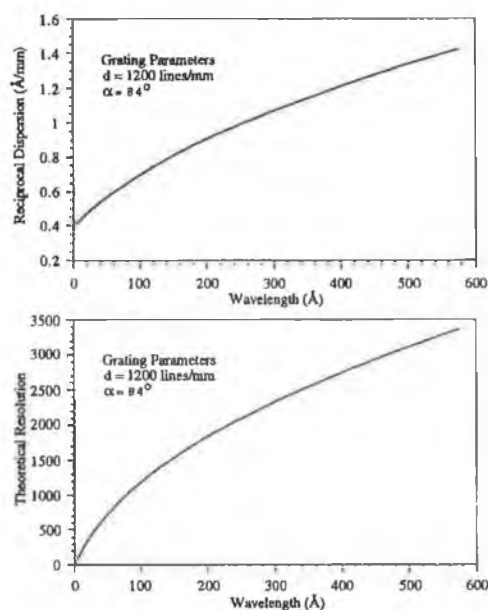 1.6
1.4
1.2
1
0.8
0.6
0.4
0.2
Reciprocal Dispersion (Å/mm)
Grating Parameters
d = 1200 lines/mm
α = 84°
0 100 200 300 400 500 600
Wavelength (Å)
3500
3000
2500
2000
1500
1000
500
0
Theoretical Resolution
Grating Parameters
d = 1200 lines/mm
α = 84°
0 100 200 300 400 500 600
Wavelength (Å)